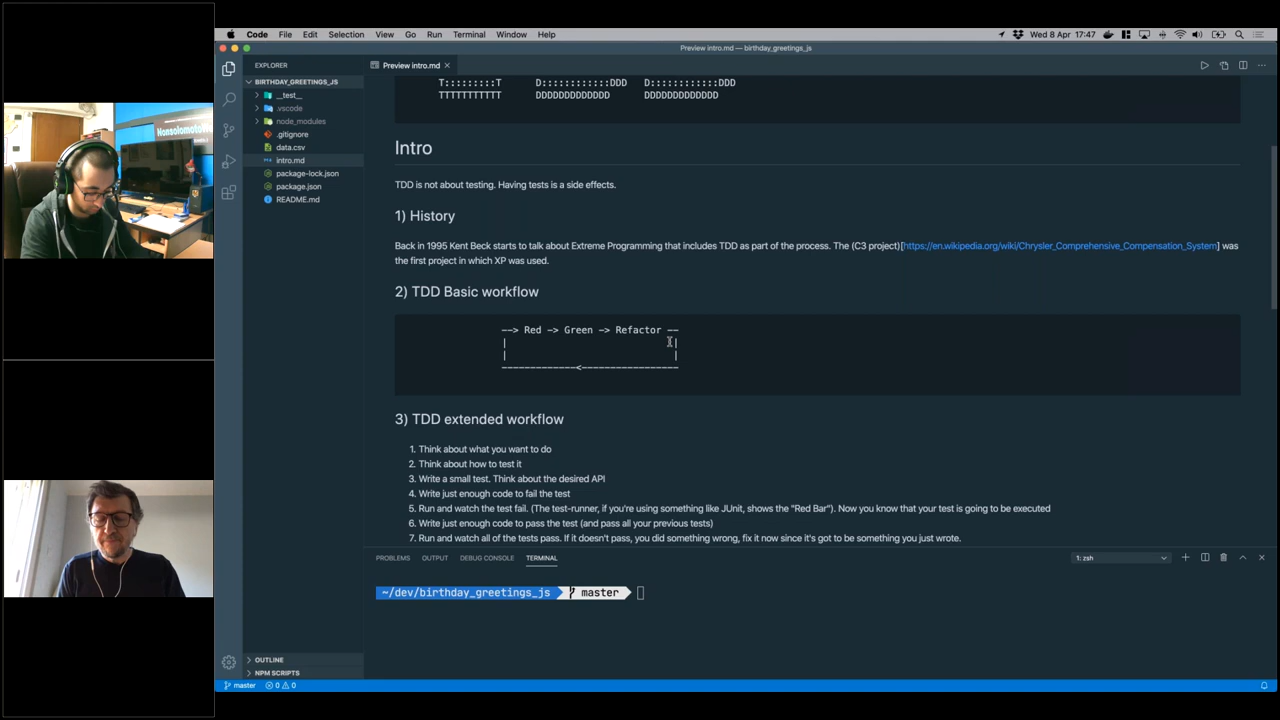 Code File Edit Selection View Go Run Terminal Window Help Wed 8 Apr 17:47
Preview intro.md — birthday_greetings_js
EXPLORER
Preview intro.md
BIRTHDAY_GREETINGS_JS
__test__
.vscode
node_modules
.gitignore
data.csv
intro.md
package-lock.json
package.json
README.md
T:::::::::T D::::::::::::DDD D::::::::::::DDD
TTTTTTTTTTT DDDDDDDDDDDDD DDDDDDDDDDDDD
Intro
TDD is not about testing. Having tests is a side effects.
1) History
Back in 1995 Kent Beck starts to talk about Extreme Programming that includes TDD as part of the process. The (C3 project)[https://en.wikipedia.org/wiki/Chrysler_Comprehensive_Compensation_System] was
the first project in which XP was used.
2) TDD Basic workflow
--> Red -> Green -> Refactor --
| |
| |
-------------<-----------------
3) TDD extended workflow
1. Think about what you want to do
2. Think about how to test it
3. Write a small test. Think about the desired API
4. Write just enough code to fail the test
5. Run and watch the test fail. (The test-runner, if you're using something like JUnit, shows the "Red Bar"). Now you know that your test is going to be executed
6. Write just enough code to pass the test (and pass all your previous tests)
7. Run and watch all of the tests pass. If it doesn't pass, you did something wrong, fix it now since it's got to be something you just wrote.
PROBLEMS OUTPUT DEBUG CONSOLE TERMINAL 1: zsh
~/dev/birthday_greetings_js master
OUTLINE
NPM SCRIPTS
master 0 0